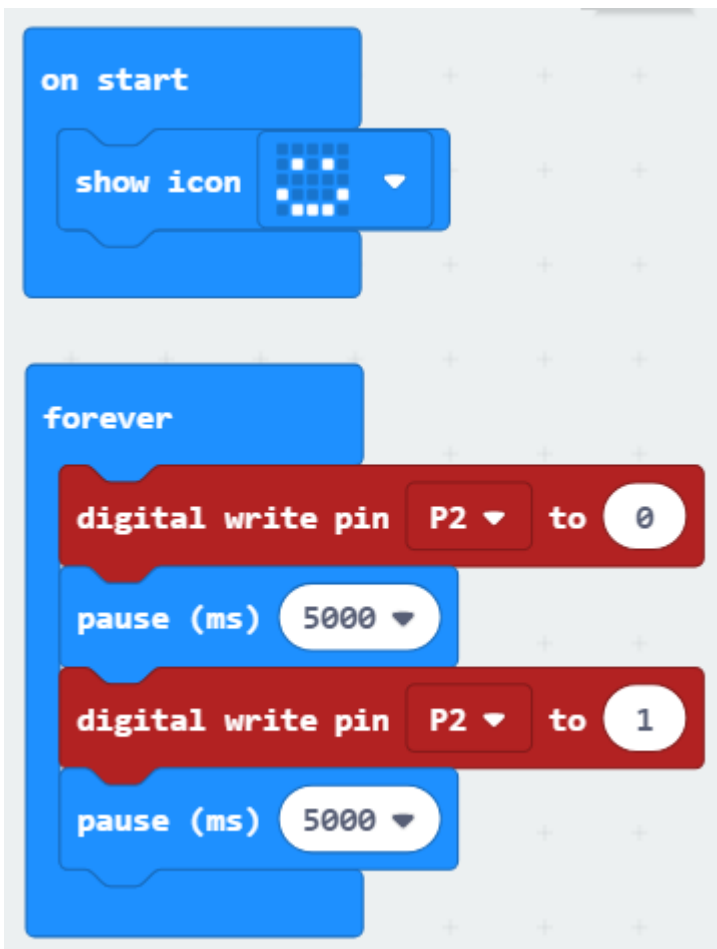 on start
show icon
forever
digital write pin P2 to 0
pause (ms) 5000
digital write pin P2 to 1
pause (ms) 5000